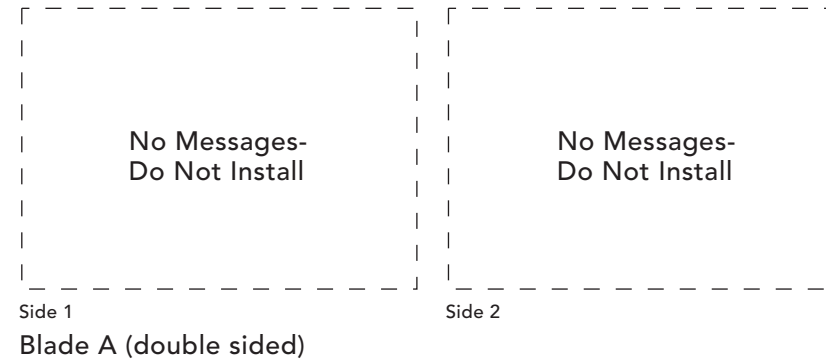 No Messages-
Do Not Install
No Messages-
Do Not Install
Side 1
Side 2
Blade A (double sided)